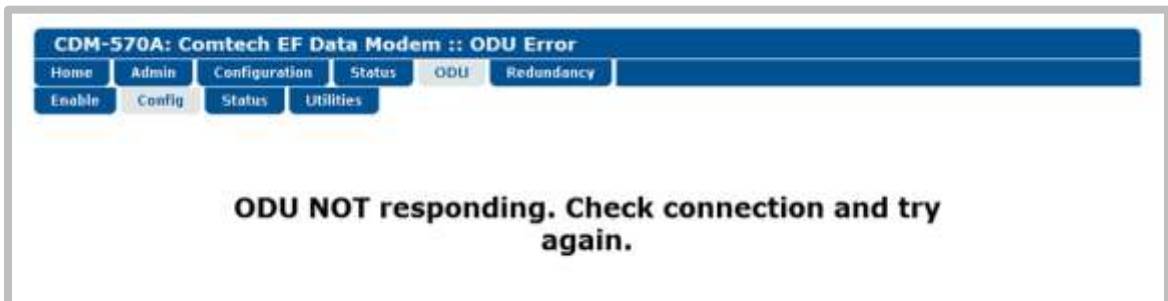 CDM-570A: Comtech EF Data Modem :: ODU Error
Home Admin Configuration Status ODU Redundancy
Enable Config Status Utilities
ODU NOT responding. Check connection and try
again.